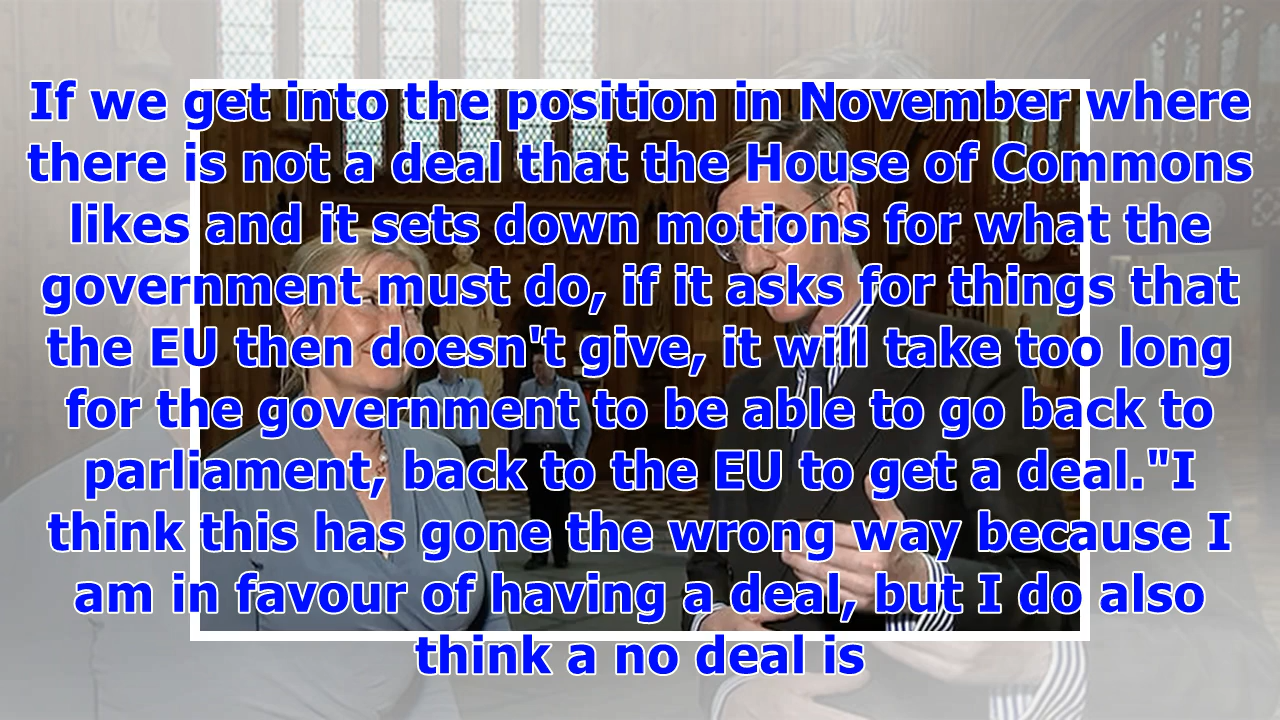 If we get into the position in November where
there is not a deal that the House of Commons
likes and it sets down motions for what the
government must do, if it asks for things that
the EU then doesn't give, it will take too long
for the government to be able to go back to
parliament, back to the EU to get a deal."I
think this has gone the wrong way because I
am in favour of having a deal, but I do also
think a no deal is